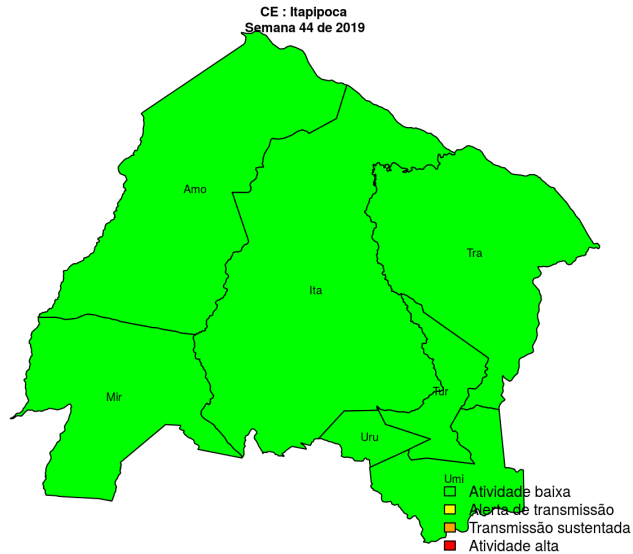 CE : Itapipoca
Semana 44 de 2019
Amo
Tra
Ita
Tur
Mir
Uru
Umi
Atividade baixa
Alerta de transmissão
Transmissão sustentada
Atividade alta